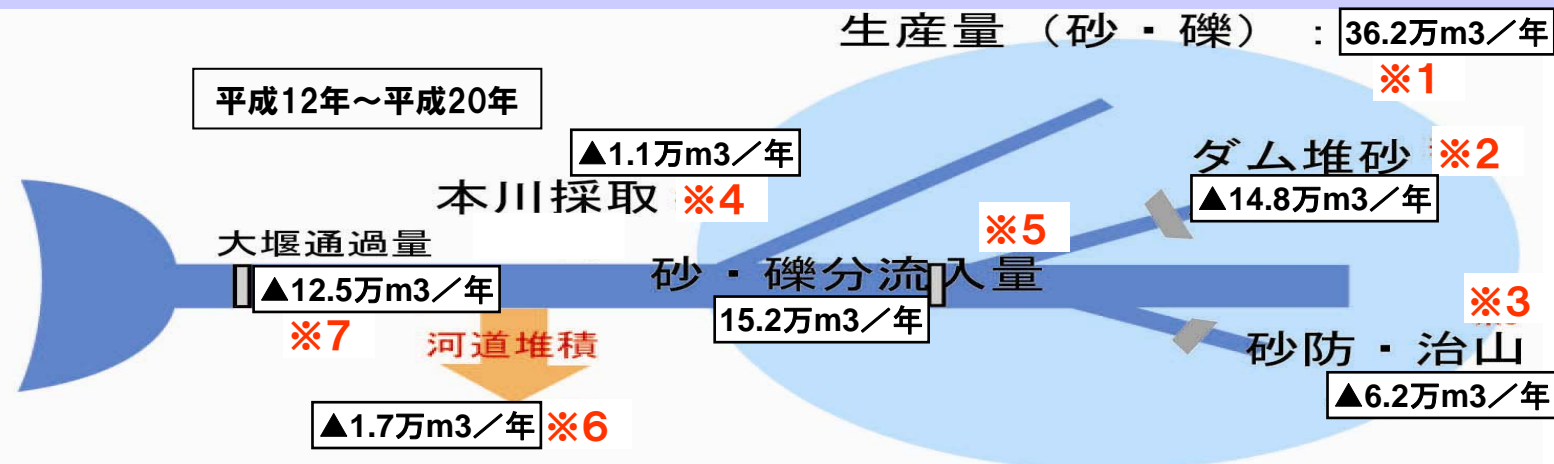 生産量（砂・礫）：36.2万m3／年
※1
平成12年～平成20年
▲1.1万m3／年
本川採取 ※4
ダム堆砂 ※2
▲14.8万m3／年
※5
大堰通過量
▲12.5万m3／年
※7
砂・礫分流入量
15.2万m3／年
※3
砂防・治山
▲6.2万m3／年
河道堆積
▲1.7万m3／年 ※6